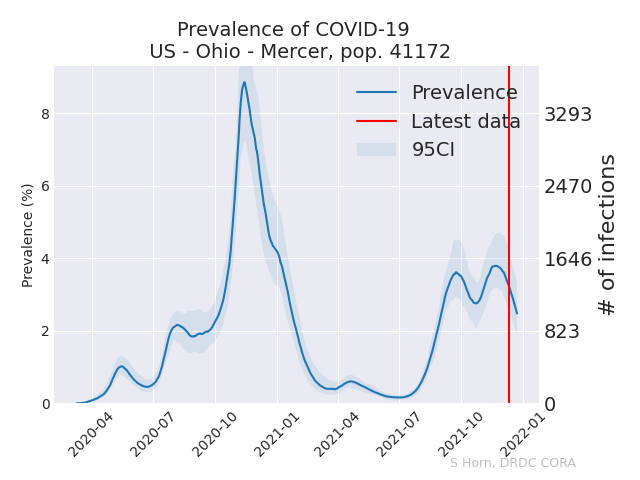 Prevalence of COVID-19
US - Ohio - Mercer, pop. 41172
Prevalence
Latest data
95CI
Prevalence (%)
8
6
4
2
0
# of infections
3293
2470
1646
823
0
2020-04
2020-07
2020-10
2021-01
2021-04
2021-07
2021-10
2022-01
S Horn, DRDC CORA